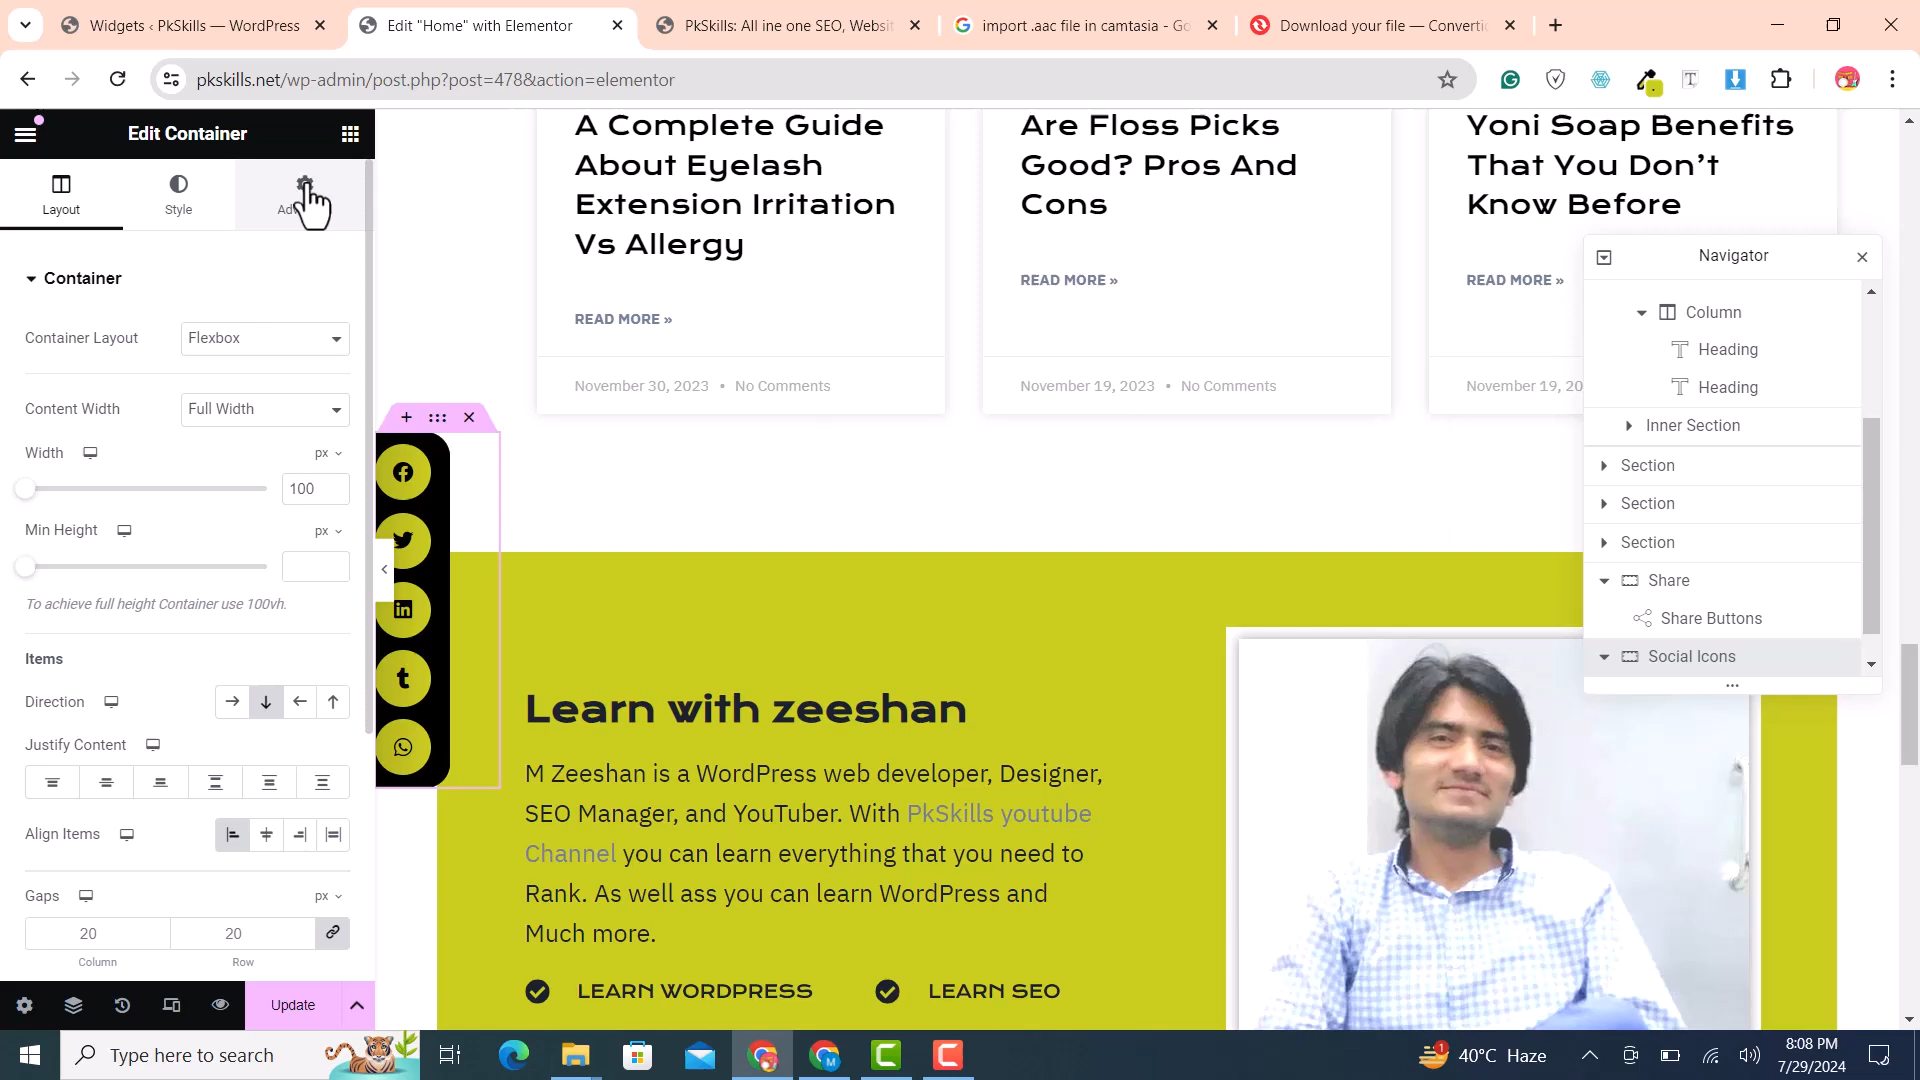 Widgets ‹ PkSkills — WordPress
Edit "Home" with Elementor
PkSkills: All ine one SEO, Websit
import .aac file in camtasia - Go
Download your file — Convertio
pkskills.net/wp-admin/post.php?post=478&action=elementor
Edit Container
Layout
Style
Container
Container Layout
Flexbox
Content Width
Full Width
Width
px
100
Min Height
px
To achieve full height Container use 100vh.
Items
Direction
Justify Content
Align Items
Gaps
px
20
20
Column
Row
Update
A Complete Guide
About Eyelash
Extension Irritation
Vs Allergy
READ MORE »
November 30, 2023 • No Comments
Are Floss Picks
Good? Pros And
Cons
READ MORE »
November 19, 2023 • No Comments
Yoni Soap Benefits
That You Don't
Know Before
READ MORE »
November 19, 20
Navigator
Column
Heading
Heading
Inner Section
Section
Section
Section
Share
Share Buttons
Social Icons
Learn with zeeshan
M Zeeshan is a WordPress web developer, Designer,
SEO Manager, and YouTuber. With PkSkills youtube
Channel you can learn everything that you need to
Rank. As well ass you can learn WordPress and
Much more.
LEARN WORDPRESS
LEARN SEO
Type here to search
1
40°C Haze
8:08 PM
7/29/2024